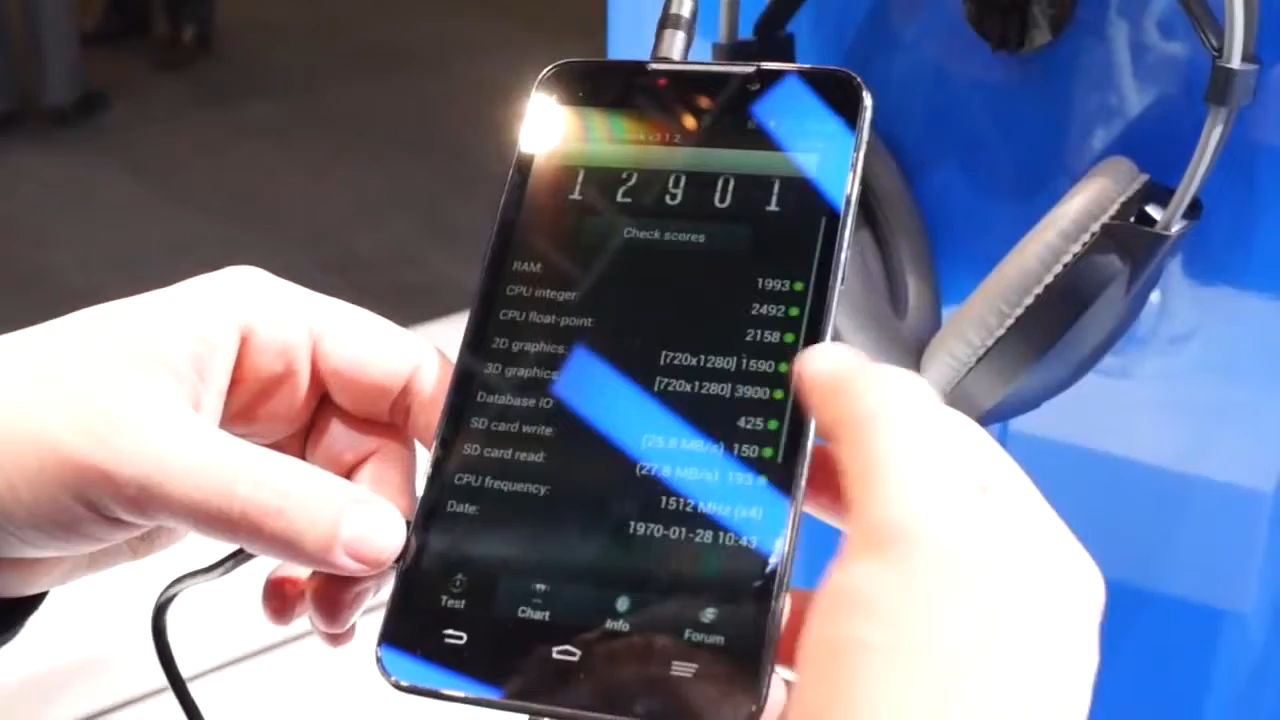 12901
Check scores
RAM: 1993
CPU integer: 2492
CPU float-point: 2158
2D graphics: [720x1280] 1590
3D graphics: [720x1280] 3900
Database IO: 425
SD card write: (25.8 MB/s) 150
SD card read: (27.8 MB/s) 193
CPU frequency: 1512 MHz (x4)
Date: 1970-01-28 10:43
Test Chart Info Forum